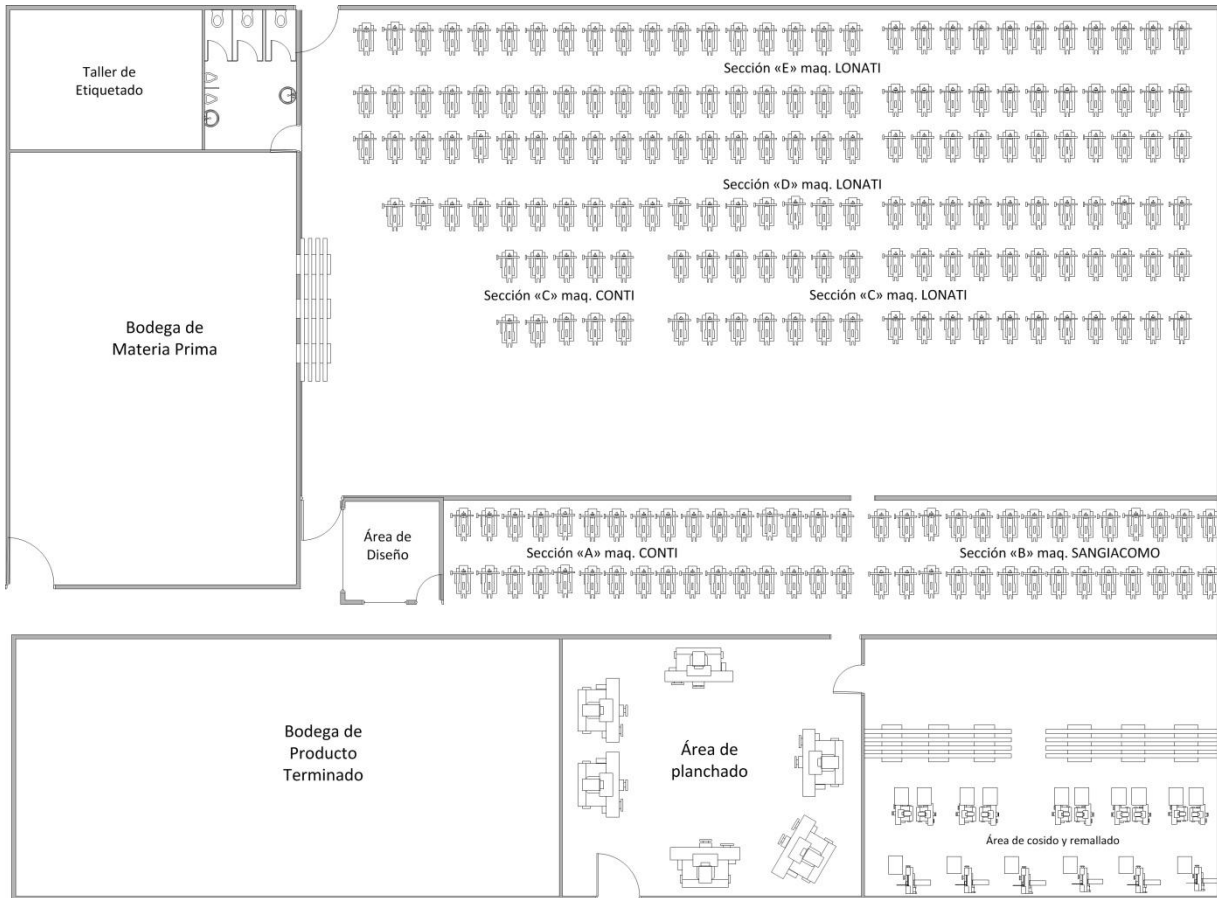 Taller de
Etiquetado
Sección «E» maq. LONATI
Sección «D» maq. LONATI
Sección «C» maq. CONTI
Sección «C» maq. LONATI
Bodega de
Materia Prima
Área de
Diseño
Sección «A» maq. CONTI
Sección «B» maq. SANGIACOMO
Bodega de
Producto
Terminado
Área de
planchado
Área de cosido y remallado